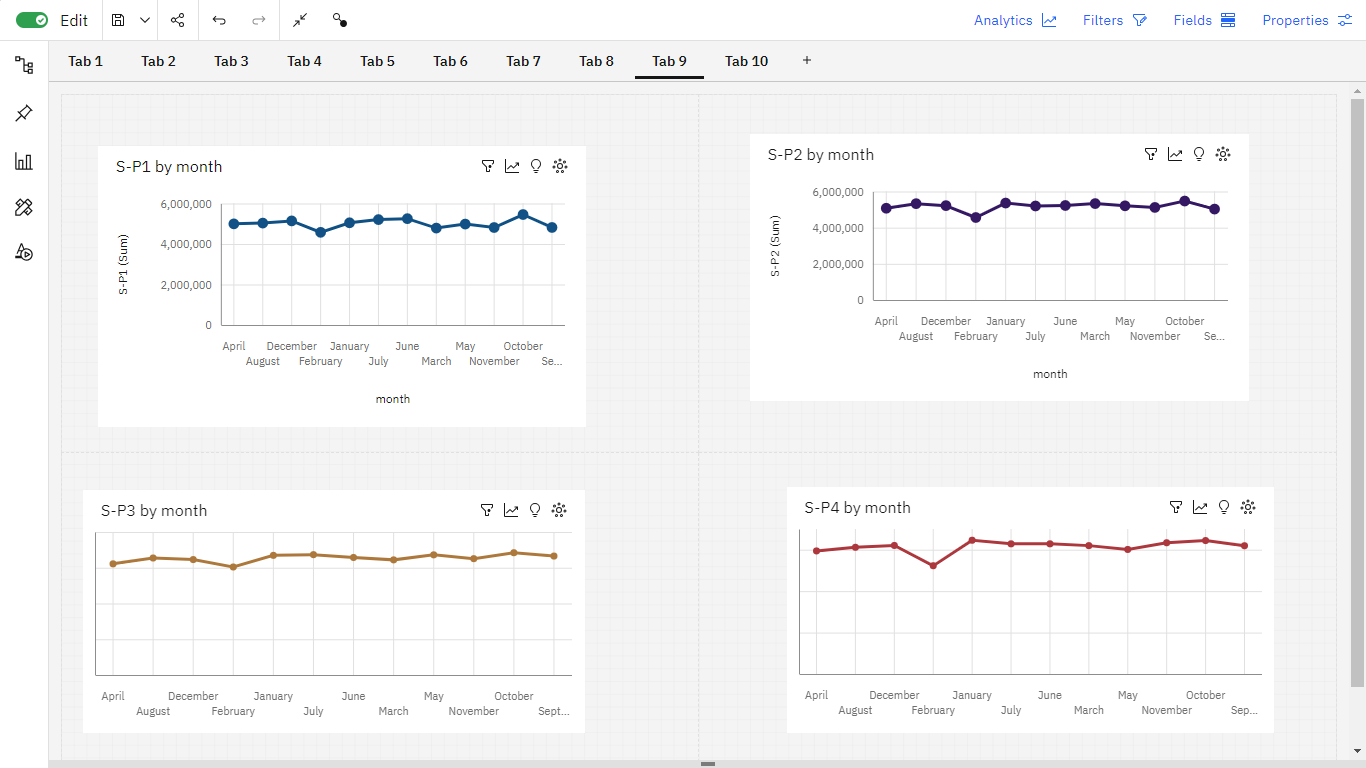 Edit
Analytics Filters Fields Properties
Tab 1 Tab 2 Tab 3 Tab 4 Tab 5 Tab 6 Tab 7 Tab 8 Tab 9 Tab 10 +
S-P1 by month
S-P1 (Sum)
6,000,000
4,000,000
2,000,000
0
April December January June May October
August February July March November Se...
month
S-P2 by month
S-P2 (Sum)
6,000,000
4,000,000
2,000,000
0
April December January June May October
August February July March November Se...
month
S-P3 by month
April December January June May October
August February July March November Sept...
S-P4 by month
April December January June May October
August February July March November Sep...